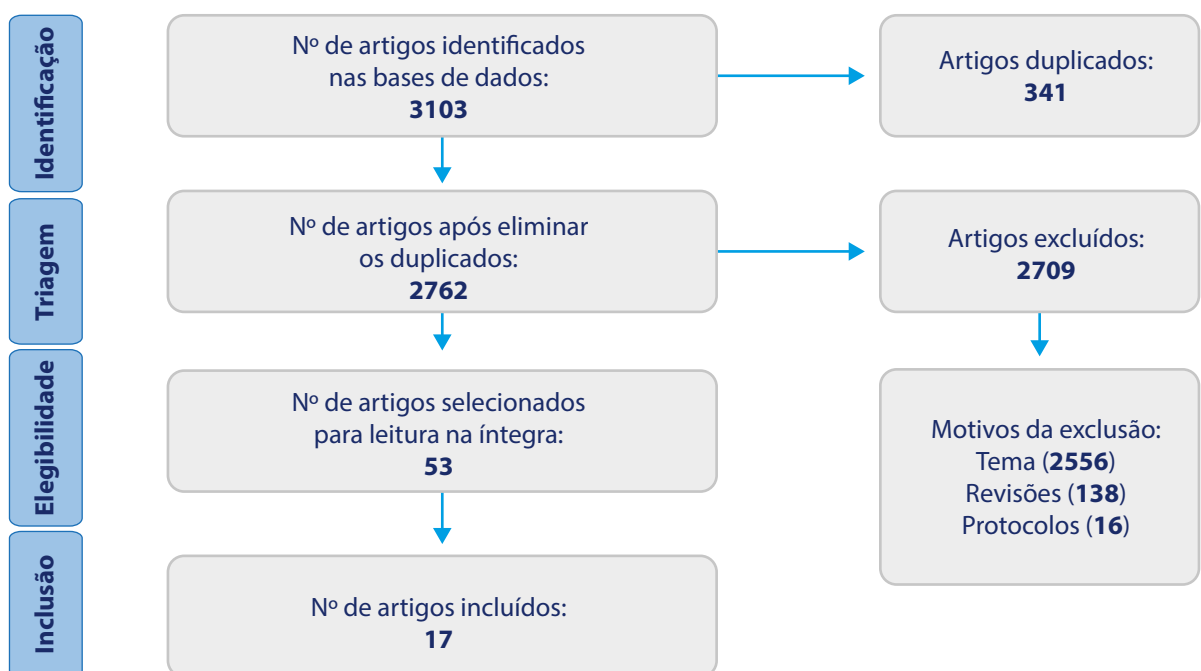 Identificação
Nº de artigos identificados
nas bases de dados:
3103
Artigos duplicados:
341
Triagem
Nº de artigos após eliminar
os duplicados:
2762
Artigos excluídos:
2709
Elegibilidade
Nº de artigos selecionados
para leitura na íntegra:
53
Motivos da exclusão:
Tema (2556)
Revisões (138)
Protocolos (16)
Inclusão
Nº de artigos incluídos:
17